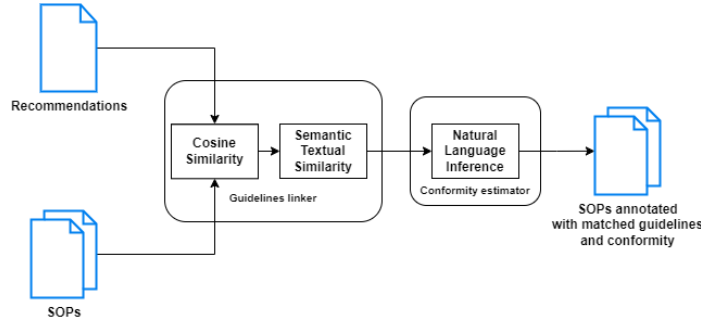 Recommendations
Cosine
Similarity
Semantic
Textual
Similarity
Guidelines linker
Natural
Language
Inference
Conformity estimator
SOPs annotated
with matched guidelines
and conformity
SOPs